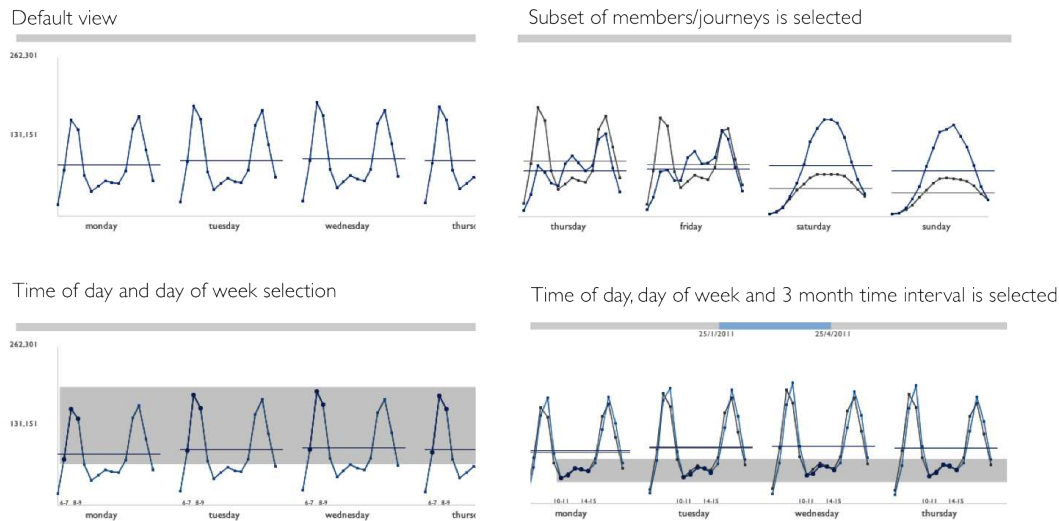 Default view
262,301
131,151
monday tuesday wednesday thurs
Subset of members/journeys is selected
thursday friday saturday sunday
Time of day and day of week selection
262,301
131,151
6-7 8-9 6-7 8-9 6-7 8-9 6-7 8-9
monday tuesday wednesday thurs
Time of day, day of week and 3 month time interval is selected
25/1/2011 25/4/2011
10-11 14-15 10-11 14-15 10-11 14-15 10-11 14-15
monday tuesday wednesday thursday